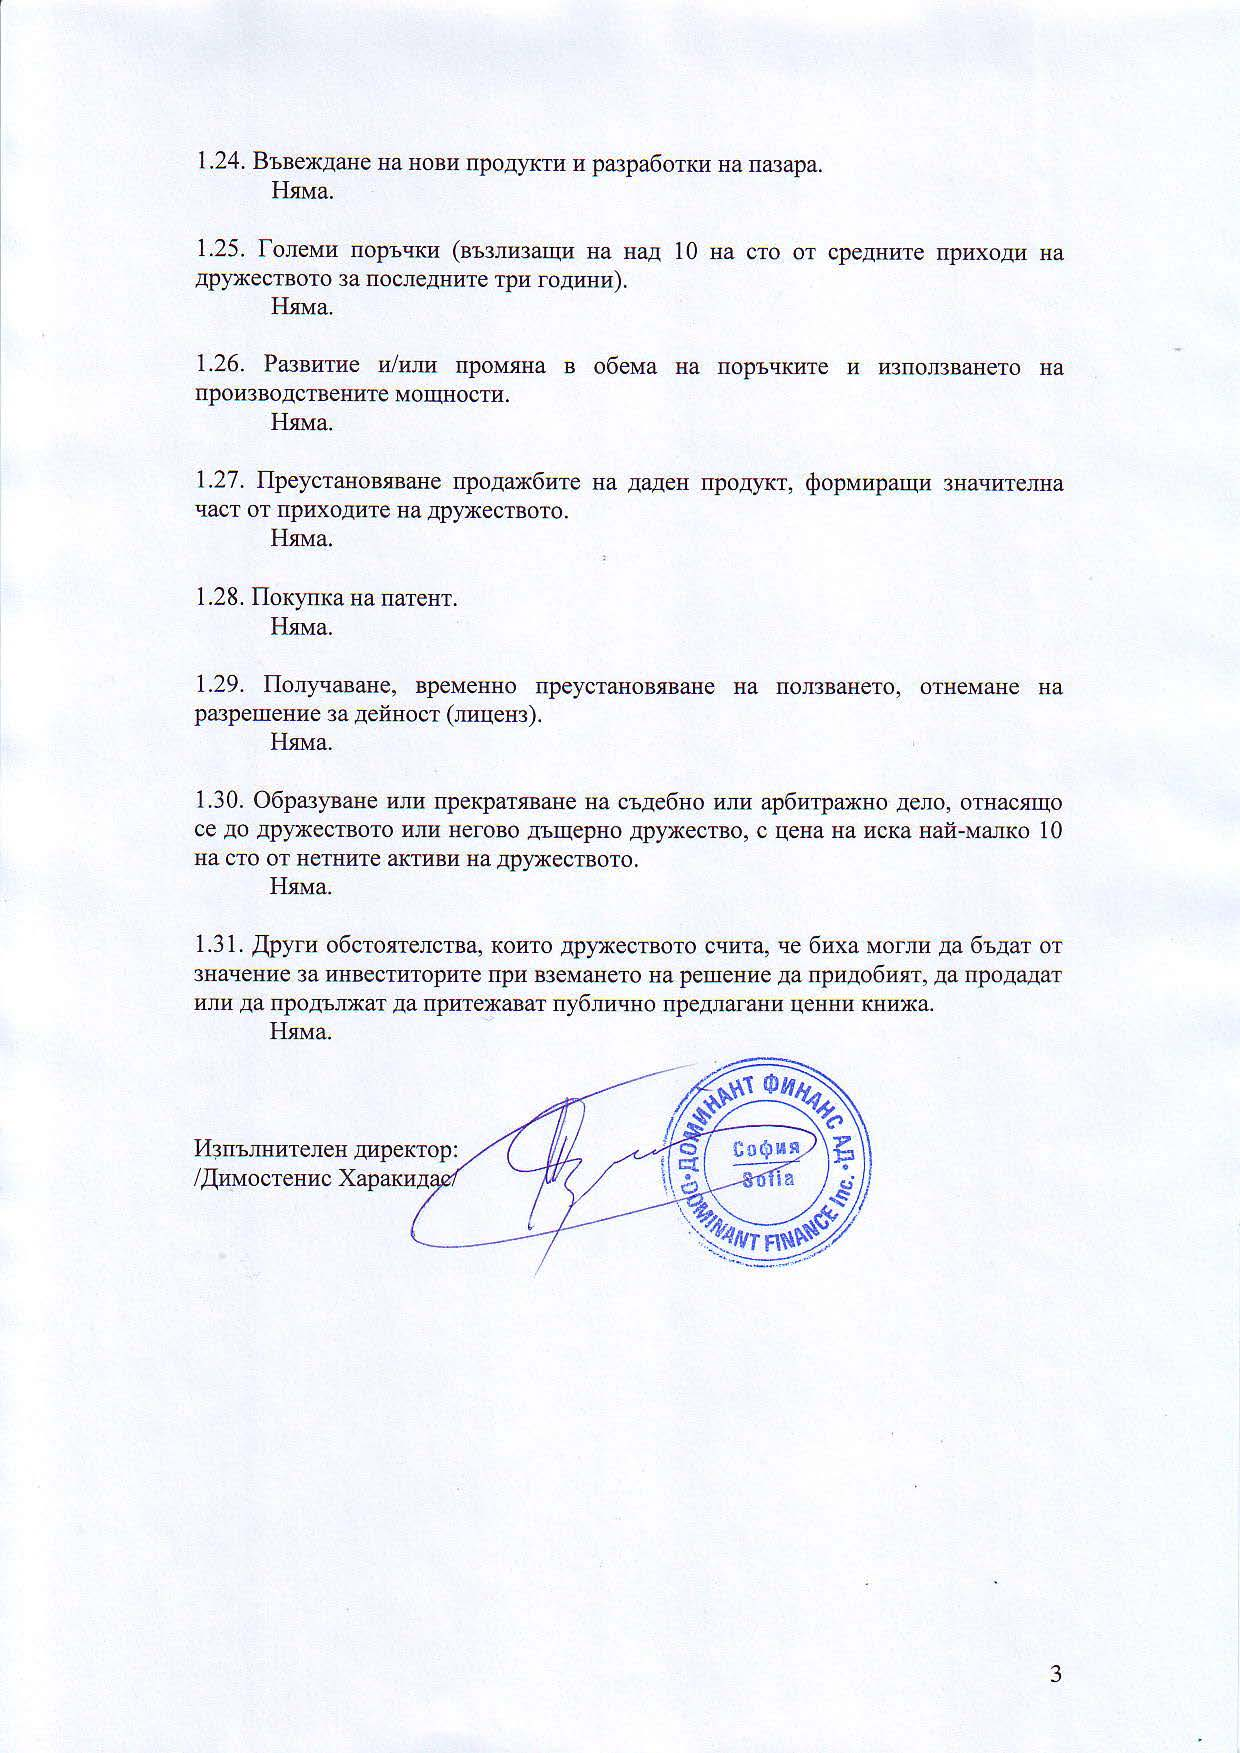 1.24. Въвеждане на нови продукти и разработки на пазара.
Няма.
1.25. Големи поръчки (възлизащи на над 10 на сто от средните приходи на
дружеството за последните три години).
Няма.
1.26. Развитие и/или промяна в обема на поръчките и използването на
производствените мощности.
Няма.
1.27. Преустановяване продажбите на даден продукт, формиращи значителна
част от приходите на дружеството.
Няма.
1.28. Покупка на патент.
Няма.
1.29. Получаване, временно преустановяване на ползването, отнемане на
разрешение за дейност (лиценз).
Няма.
1.30. Образуване или прекратяване на съдебно или арбитражно дело, отнасящо
се до дружеството или негово дъщерно дружество, с цена на иска най-малко 10
на сто от нетните активи на дружеството.
Няма.
1.31. Други обстоятелства, които дружеството счита, че биха могли да бъдат от
значение за инвеститорите при вземането на решение да придобият, да продадат
или да продължат да притежават публично предлагани ценни книжа.
Няма.
Изпълнителен директор:
/Димостенис Харакидас/
ДОМИНАНТ ФИНАНС АД
София
Sofia
DOMINANT FINANCE Inc.
3